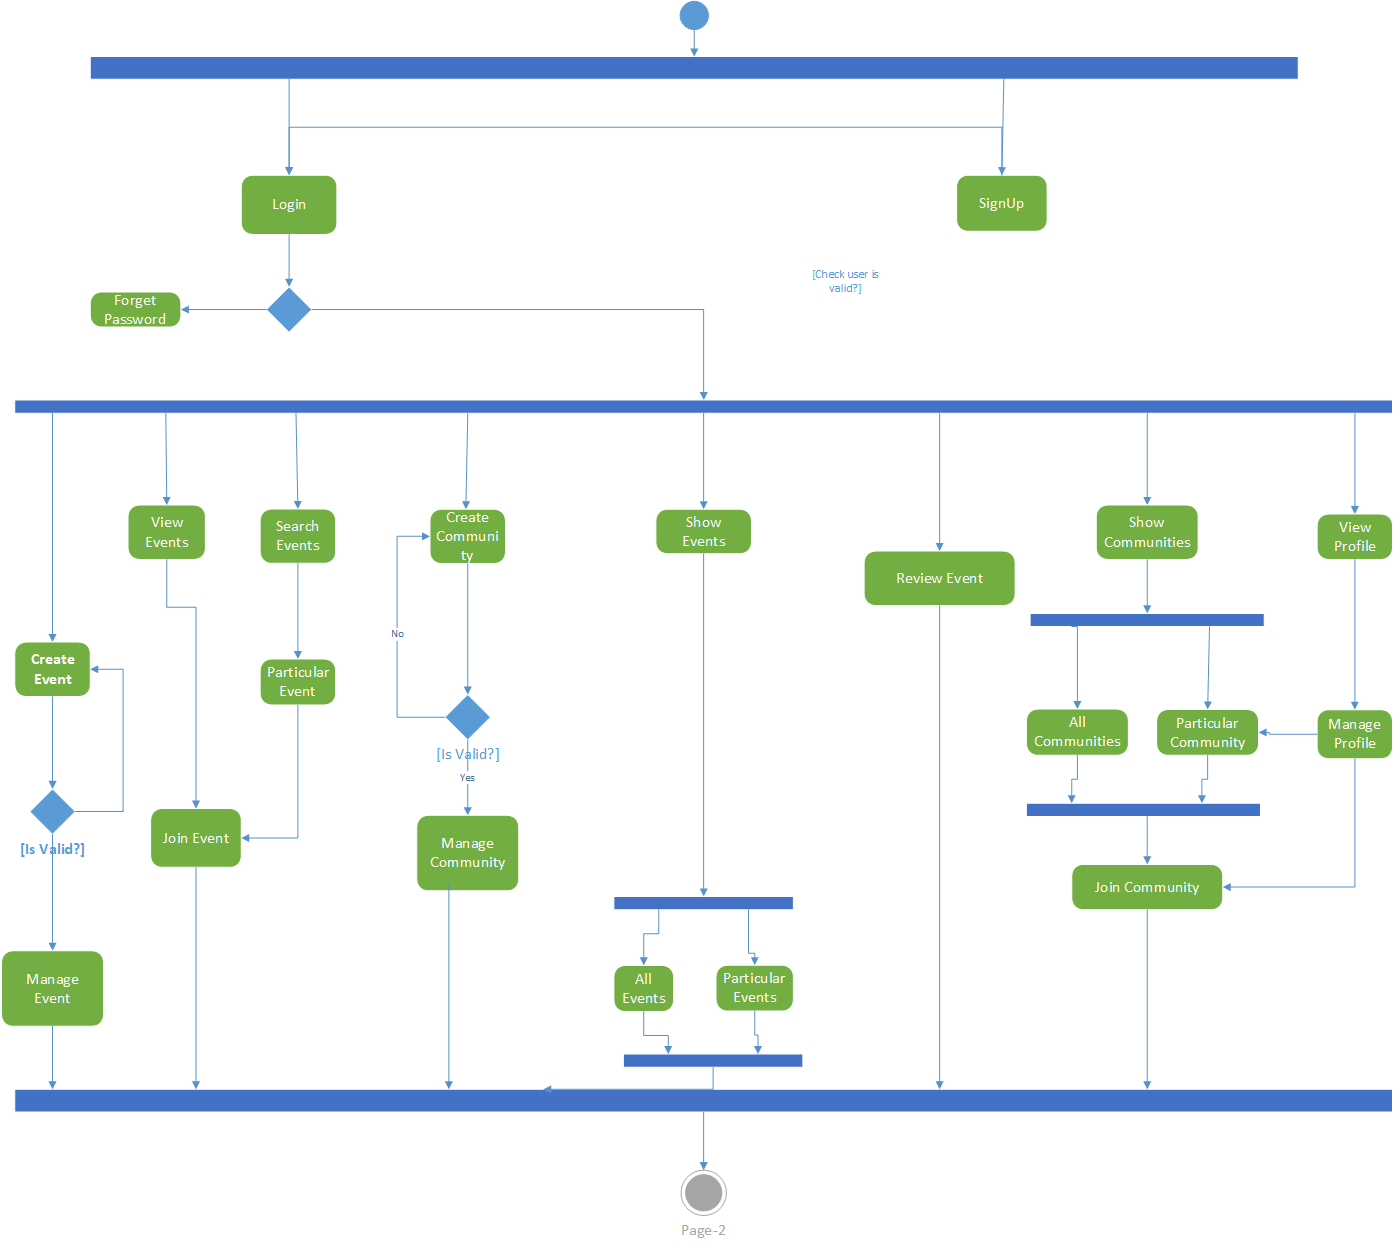 Login
SignUp
[Check user is
valid?]
Forget
Password
View
Events
Search
Events
Create
Communi
ty
Show
Events
Show
Communities
View
Profile
Review Event
No
Create
Event
Particular
Event
All
Communities
Particular
Community
Manage
Profile
[Is Valid?]
Yes
Join Event
[Is Valid?]
Manage
Community
Join Community
Manage
Event
All
Events
Particular
Events
Page-2